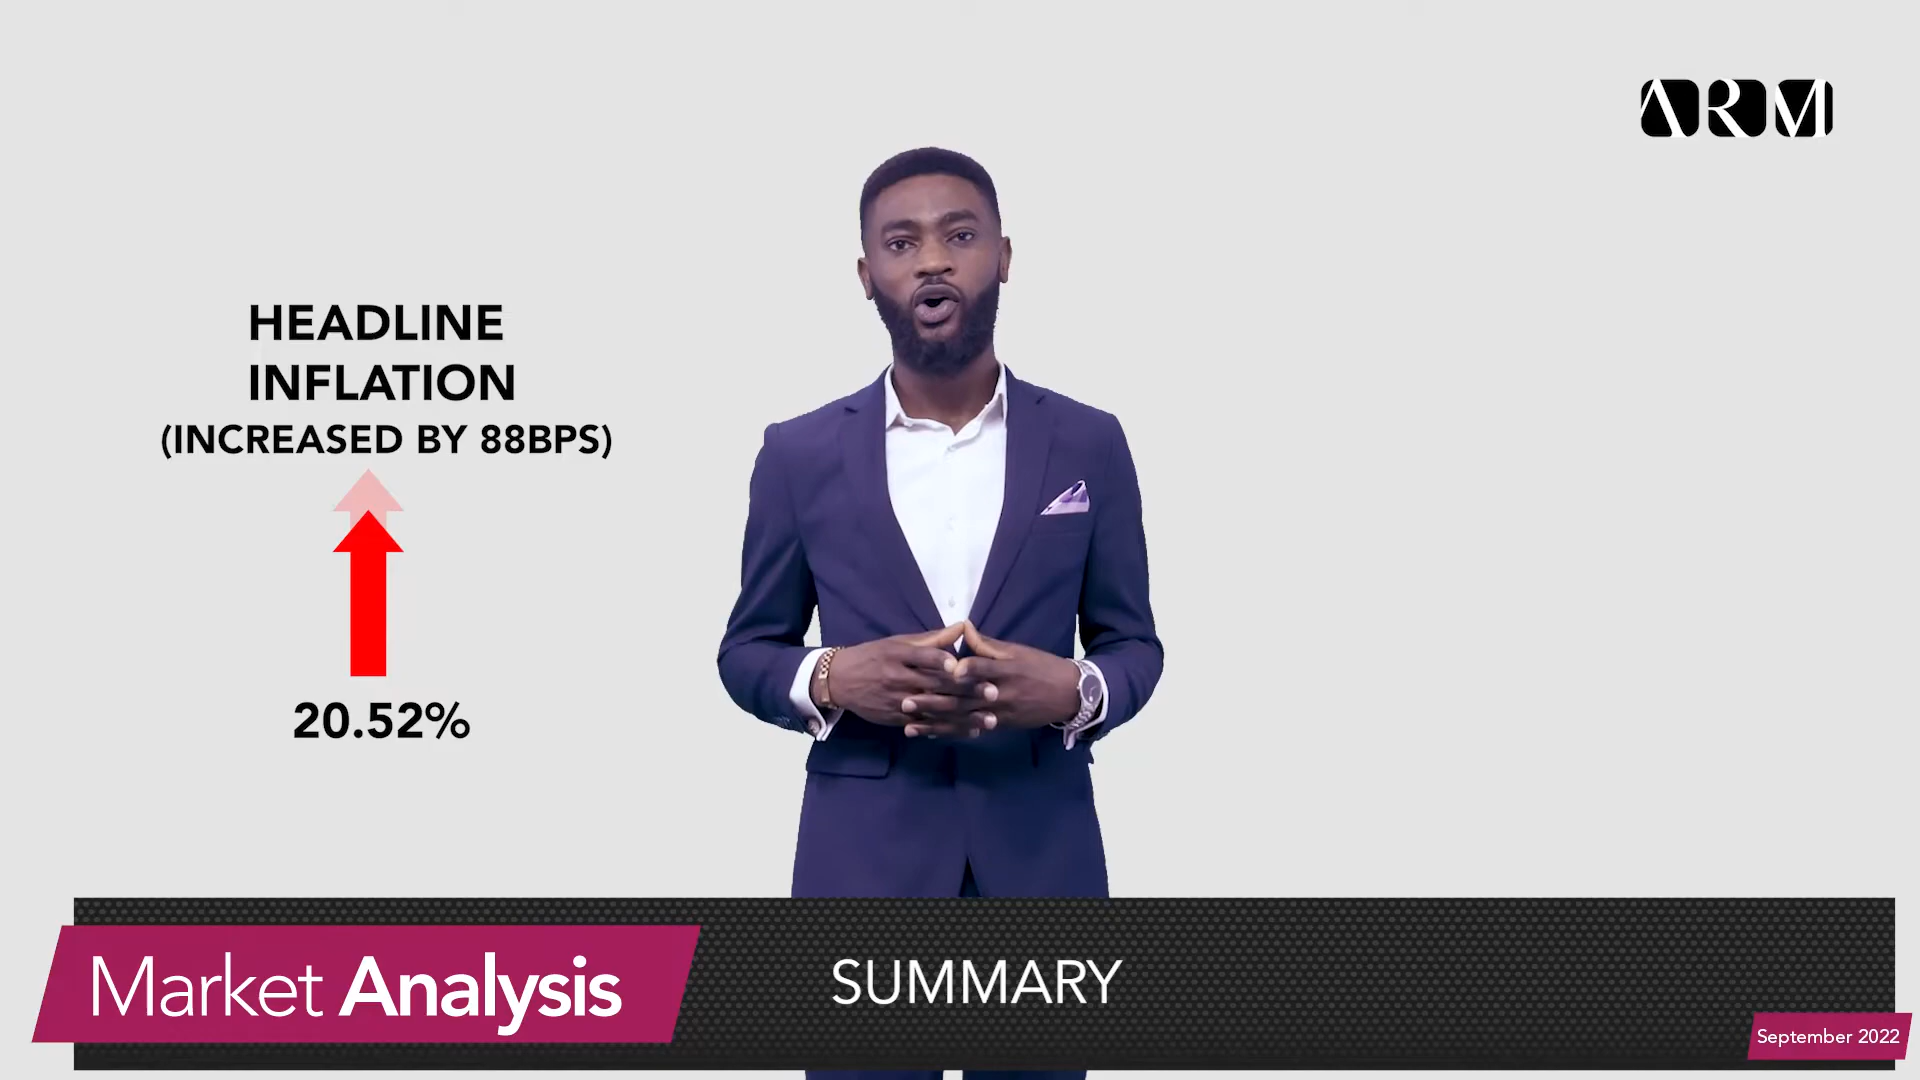 ARM
HEADLINE
INFLATION
(INCREASED BY 88BPS)
20.52%
Market Analysis
SUMMARY
September 2022